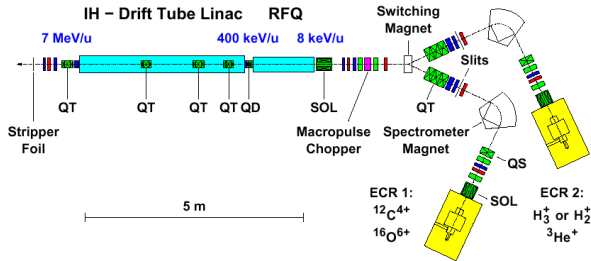 IH − Drift Tube Linac RFQ
Switching
Magnet
7 MeV/u 400 keV/u 8 keV/u
Slits
QT QT QT QT QD SOL QT
Stripper
Foil
Macropulse
Chopper
Spectrometer
Magnet
QS
5 m
ECR 1:
¹²C⁴⁺
¹⁶O⁶⁺
SOL
ECR 2:
H₃⁺ or H₂⁺
³He⁺